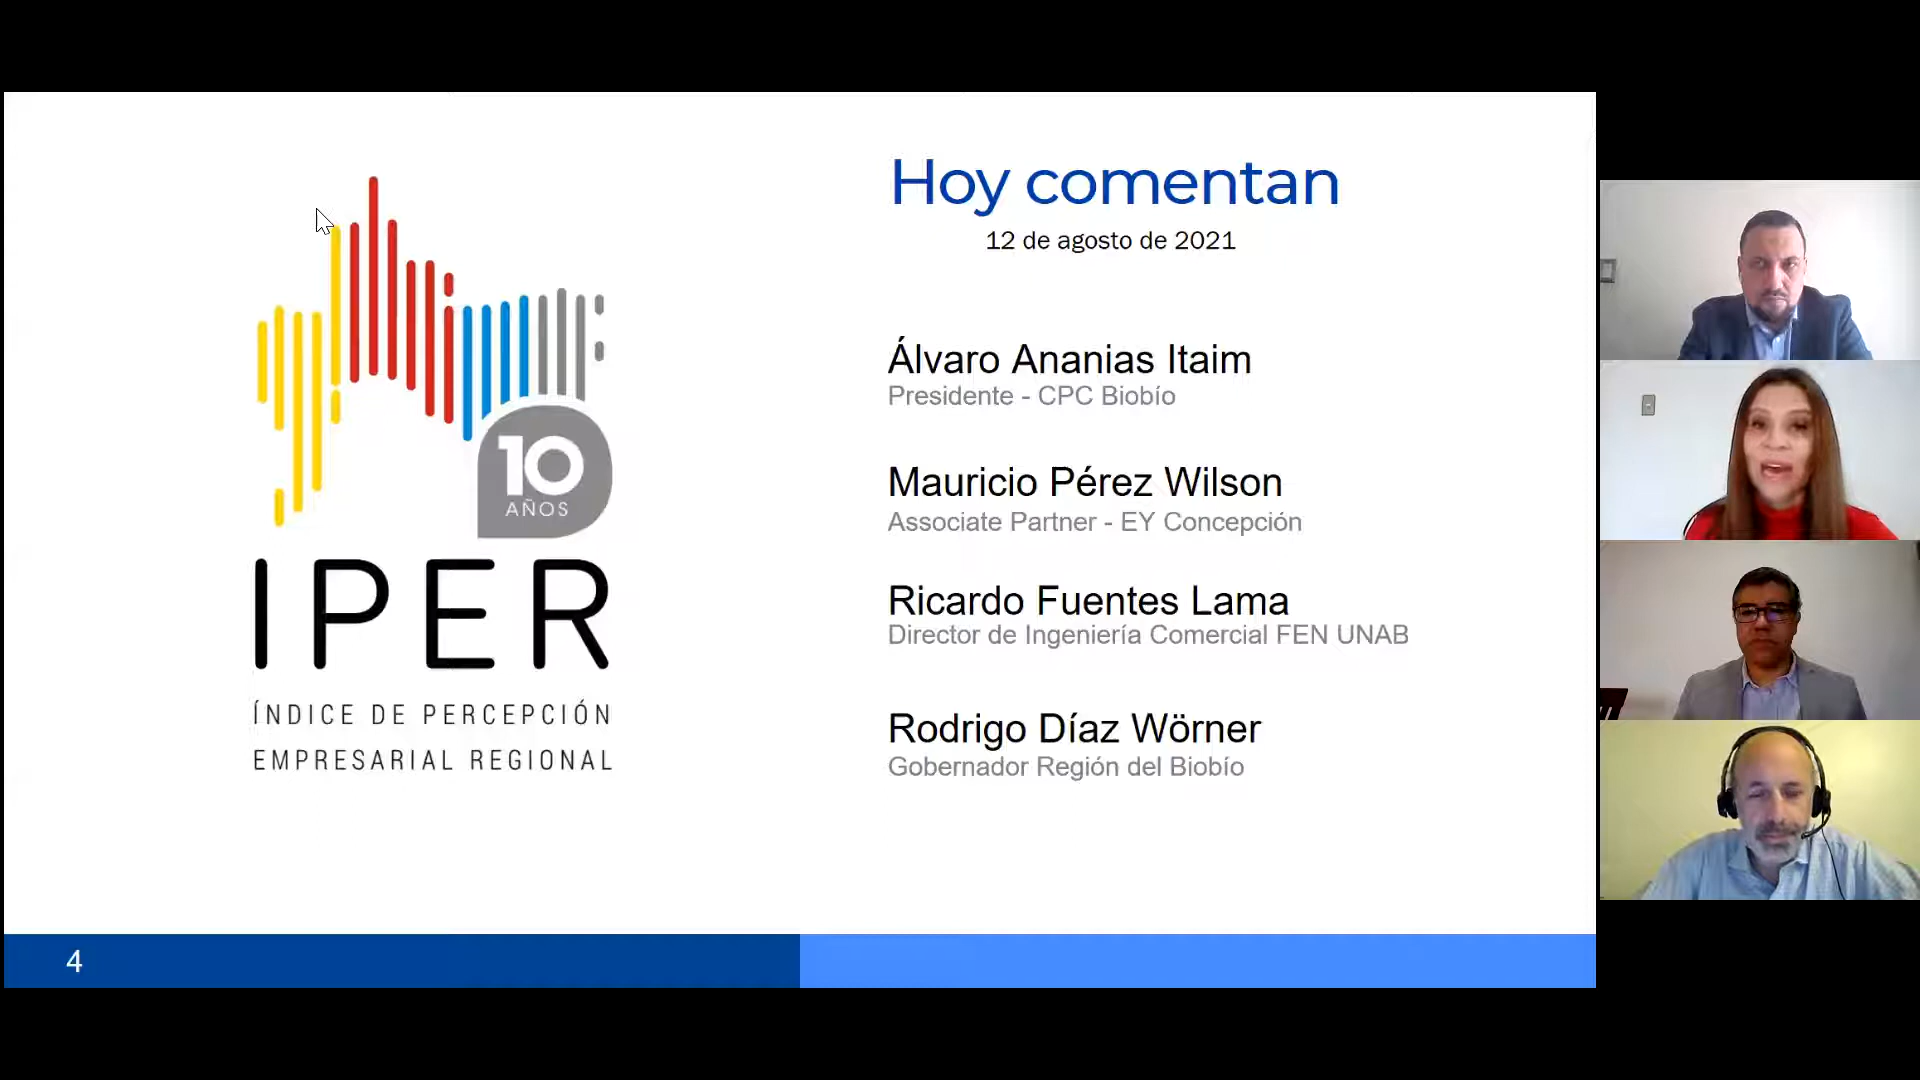 10
AÑOS
IPER
ÍNDICE DE PERCEPCIÓN
EMPRESARIAL REGIONAL
Hoy comentan
12 de agosto de 2021
Álvaro Ananias Itaim
Presidente - CPC Biobío
Mauricio Pérez Wilson
Associate Partner - EY Concepción
Ricardo Fuentes Lama
Director de Ingeniería Comercial FEN UNAB
Rodrigo Díaz Wörner
Gobernador Región del Biobío
4